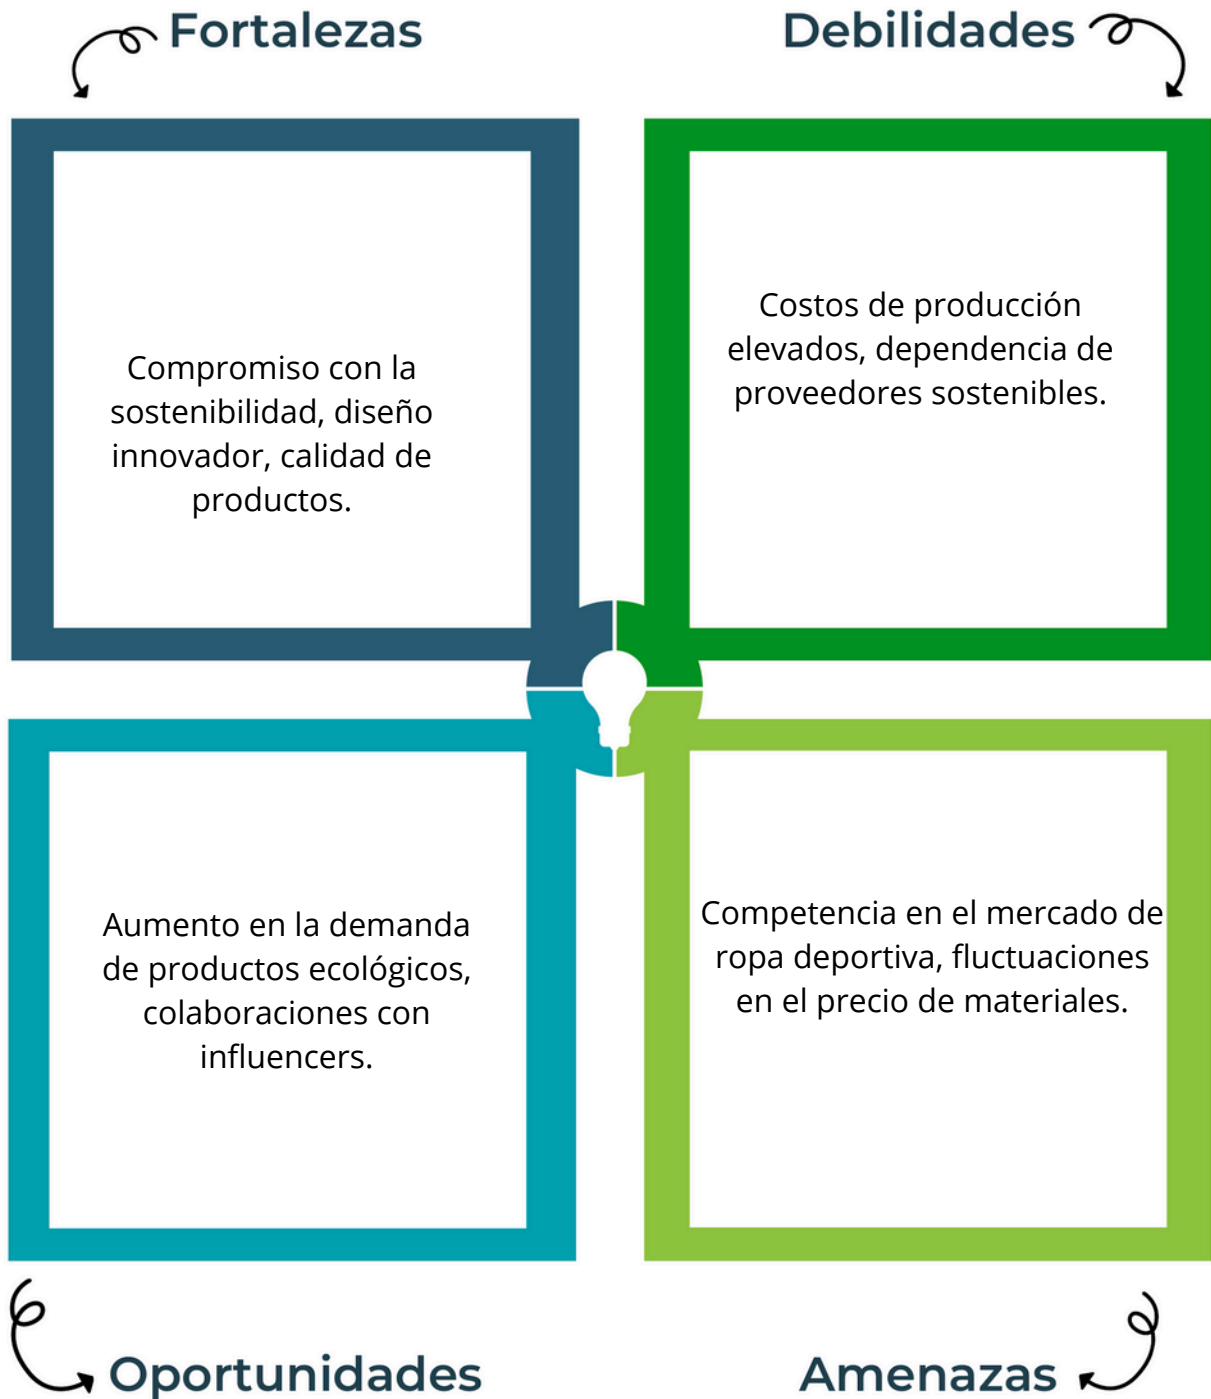 Fortalezas
Debilidades
Compromiso con la
sostenibilidad, diseño
innovador, calidad de
productos.
Costos de producción
elevados, dependencia de
proveedores sostenibles.
Aumento en la demanda
de productos ecológicos,
colaboraciones con
influencers.
Competencia en el mercado de
ropa deportiva, fluctuaciones
en el precio de materiales.
Oportunidades
Amenazas